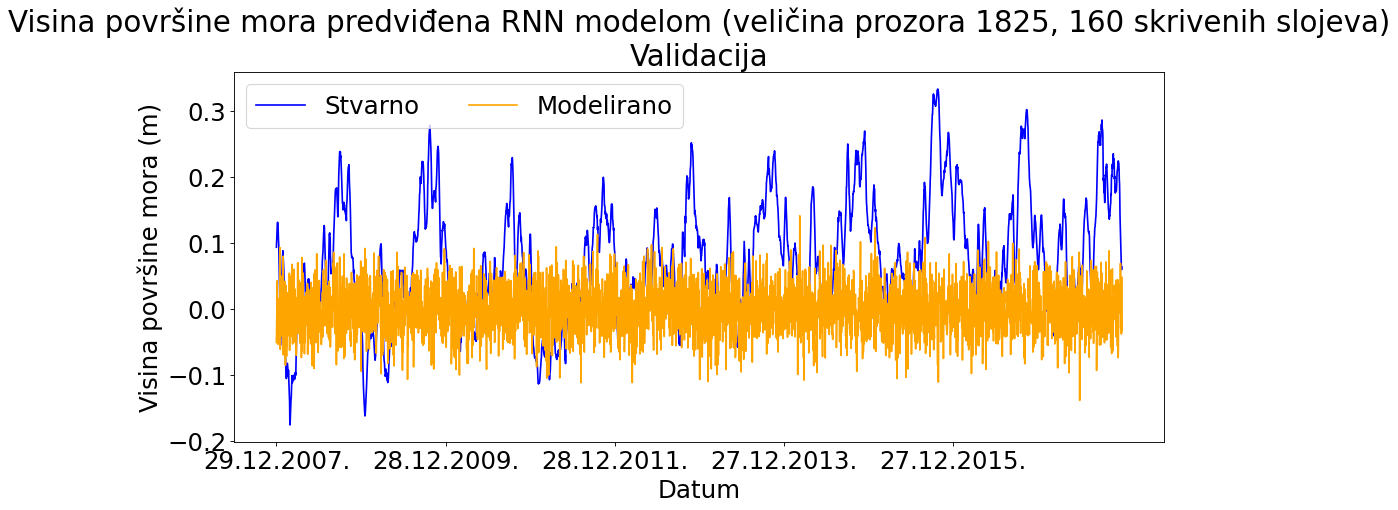 Visina površine mora predviđena RNN modelom (veličina prozora 1825, 160 skrivenih slojeva)
Validacija
Stvarno
Modelirano
Visina površine mora (m)
0.3
0.2
0.1
0.0
−0.1
−0.2
29.12.2007.
28.12.2009.
28.12.2011.
27.12.2013.
27.12.2015.
Datum